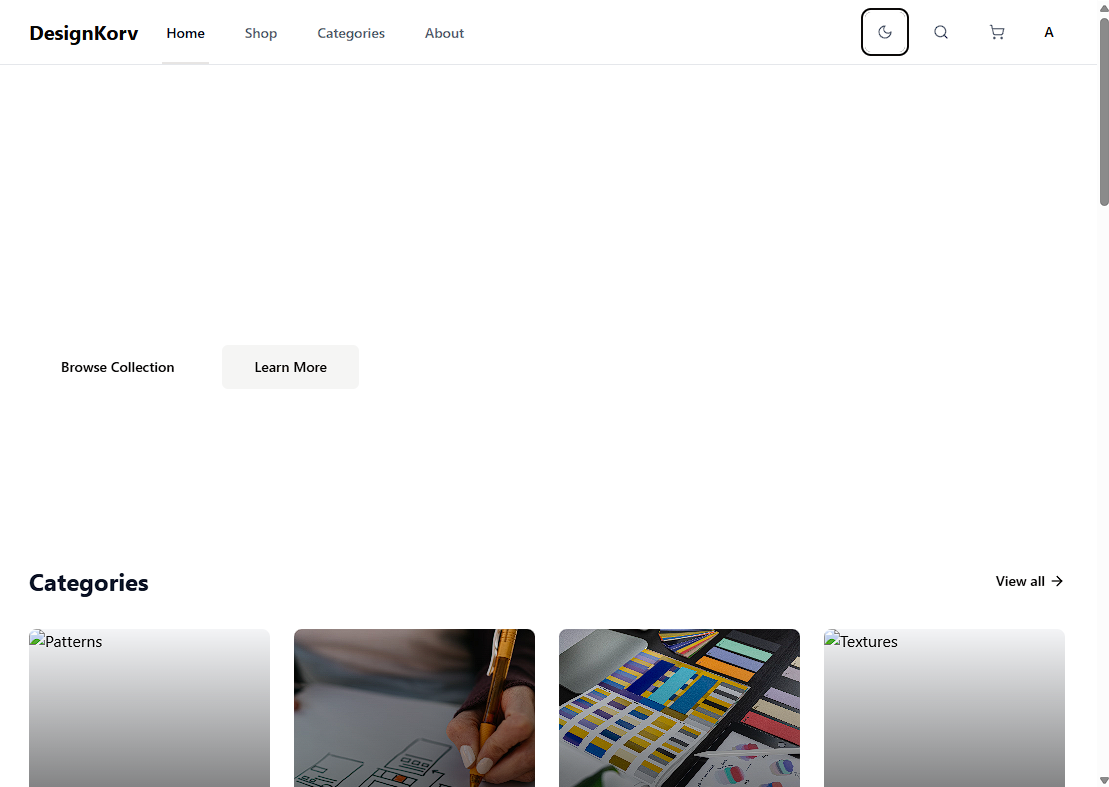 DesignKorv Home Shop Categories About A
Browse Collection Learn More
Categories View all
Patterns Textures